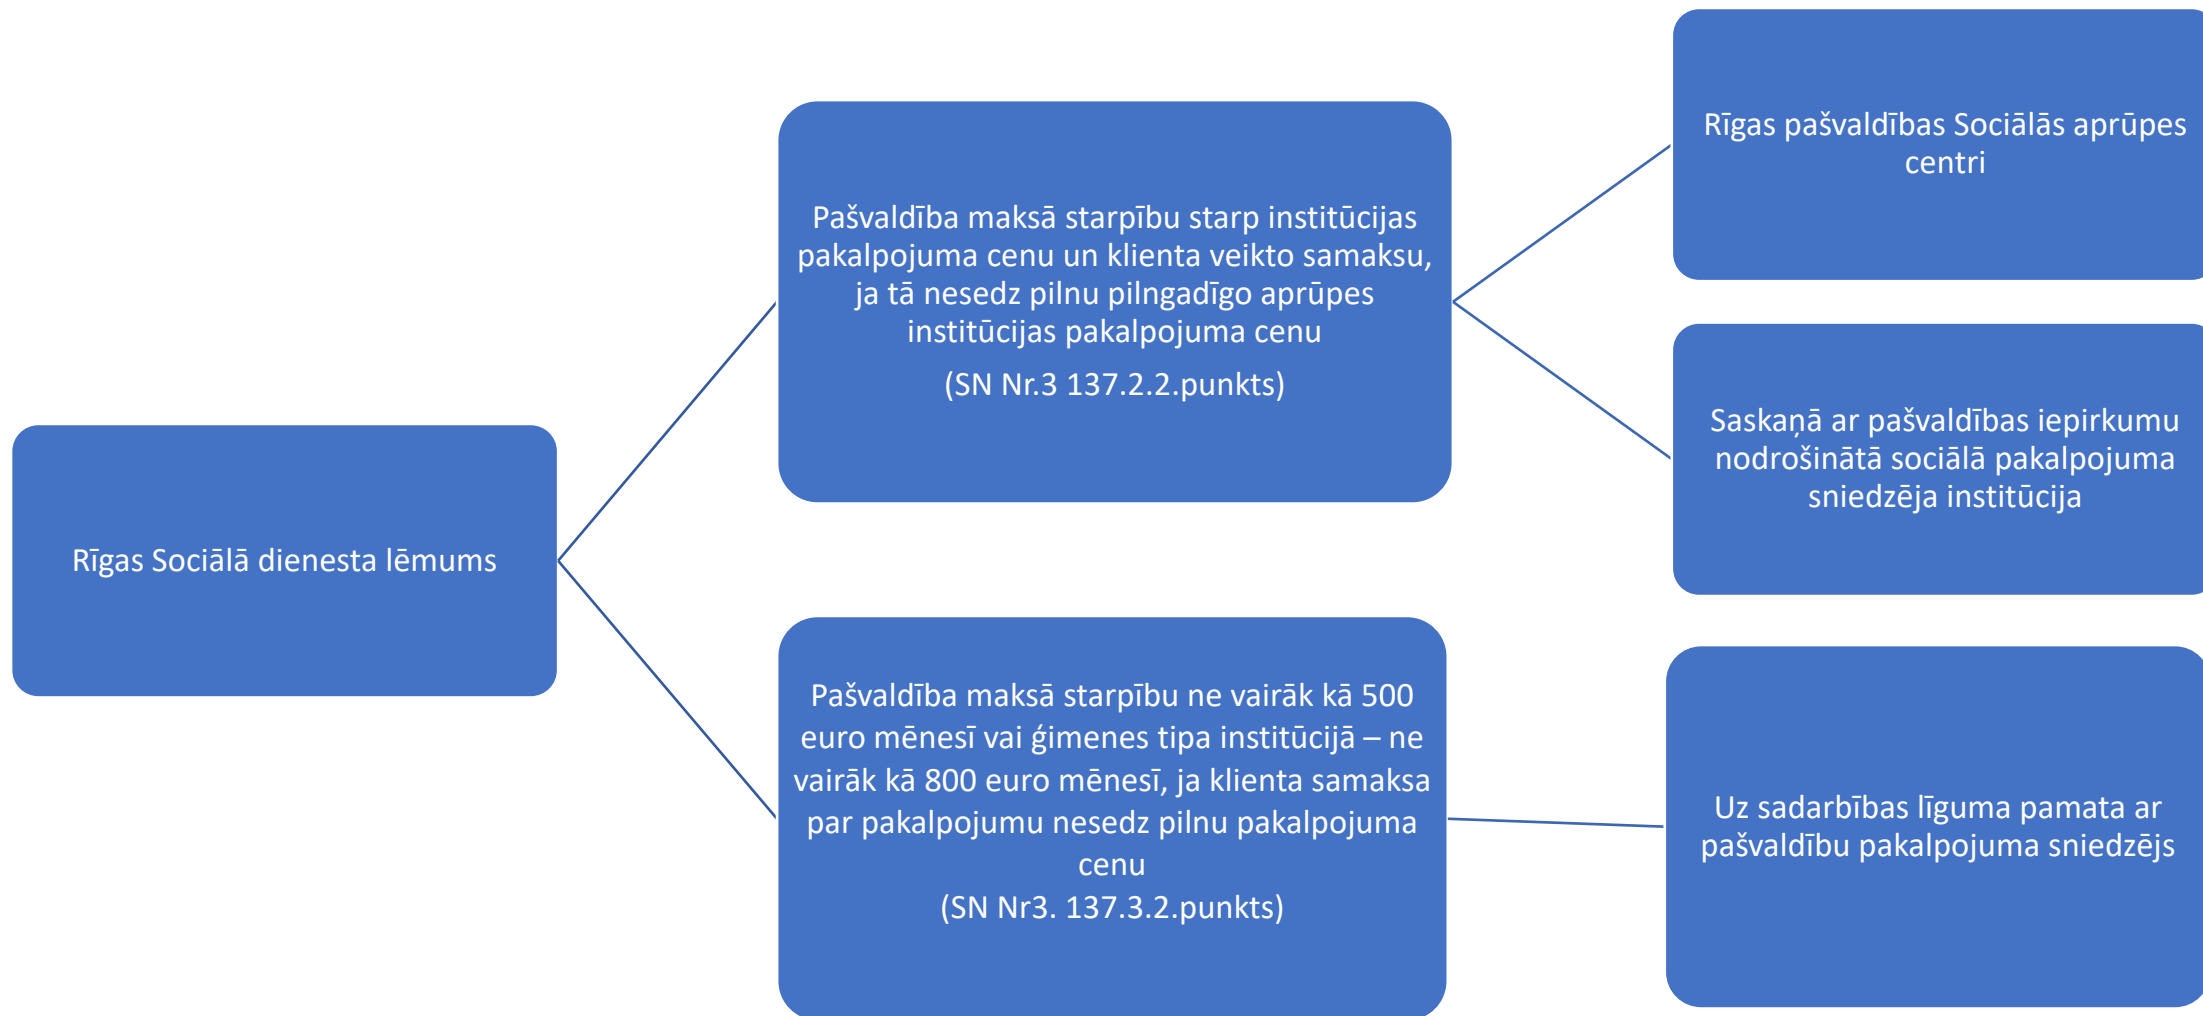 Rīgas Sociālā dienesta lēmums
Pašvaldība maksā starpību starp institūcijas
pakalpojuma cenu un klienta veikto samaksu,
ja tā nesedz pilnu pilngadīgo aprūpes
institūcijas pakalpojuma cenu
(SN Nr.3 137.2.2.punkts)
Pašvaldība maksā starpību ne vairāk kā 500
euro mēnesī vai ģimenes tipa institūcijā – ne
vairāk kā 800 euro mēnesī, ja klienta samaksa
par pakalpojumu nesedz pilnu pakalpojuma
cenu
(SN Nr3. 137.3.2.punkts)
Rīgas pašvaldības Sociālās aprūpes
centri
Saskaņā ar pašvaldības iepirkumu
nodrošinātā sociālā pakalpojuma
sniedzēja institūcija
Uz sadarbības līguma pamata ar
pašvaldību pakalpojuma sniedzējs